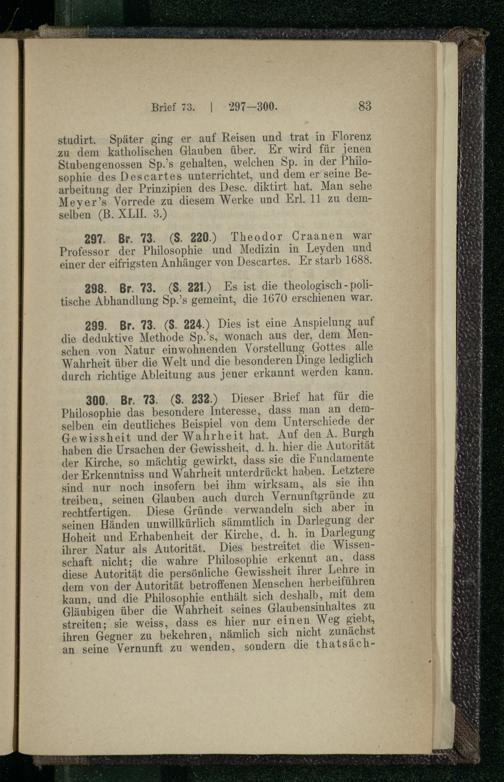 Brief 73. | 297—300. 83
studirt. Später ging er auf Reisen und trat in Florenz
zu dem katholischen Glauben über. Er wird für jenen
Stubengenossen Sp.'s gehalten, welchen Sp. in der Philo-
sophie des Descartes unterrichtet, und dem er seine Be-
arbeitung der Prinzipien des Desc. diktirt hat. Man sehe
Meyer's Vorrede zu diesem Werke und Erl. 11 zu dem-
selben (B. XLII. 3.)
297. Br. 73. (S. 220.) Theodor Craanen war
Professor der Philosophie und Medizin in Leyden und
einer der eifrigsten Anhänger von Descartes. Er starb 1688.
298. Br. 73. (S. 221.) Es ist die theologisch-poli-
tische Abhandlung Sp.'s gemeint, die 1670 erschienen war.
299. Br. 73. (S. 224.) Dies ist eine Anspielung auf
die deduktive Methode Sp.'s, wonach aus der, dem Men-
schen von Natur einwohnenden Vorstellung Gottes alle
Wahrheit über die Welt und die besonderen Dinge lediglich
durch richtige Ableitung aus jener erkannt werden kann.
300. Br. 73. (S. 232.) Dieser Brief hat für die
Philosophie das besondere Interesse, dass man an dem-
selben ein deutliches Beispiel von dem Unterschiede der
Gewissheit und der Wahrheit hat. Auf den A. Burgh
haben die Ursachen der Gewissheit, d. h. hier die Autorität
der Kirche, so mächtig gewirkt, dass sie die Fundamente
der Erkenntniss und Wahrheit unterdrückt haben. Letztere
sind nur noch insofern bei ihm wirksam, als sie ihn
treiben, seinen Glauben auch durch Vernunftgründe zu
rechtfertigen. Diese Gründe verwandeln sich aber in
seinen Händen unwillkürlich sämmtlich in Darlegung der
Hoheit und Erhabenheit der Kirche, d. h. in Darlegung
ihrer Natur als Autorität. Dies bestreitet die Wissen-
schaft nicht; die wahre Philosophie erkennt an, dass
diese Autorität die persönliche Gewissheit ihrer Lehre in
dem von der Autorität betroffenen Menschen herbeiführen
kann, und die Philosophie enthält sich deshalb, mit dem
Gläubigen über die Wahrheit seines Glaubensinhaltes zu
streiten; sie weiss, dass es hier nur einen Weg giebt,
ihren Gegner zu bekehren, nämlich sich nicht zunächst
an seine Vernunft zu wenden, sondern die thatsäch-